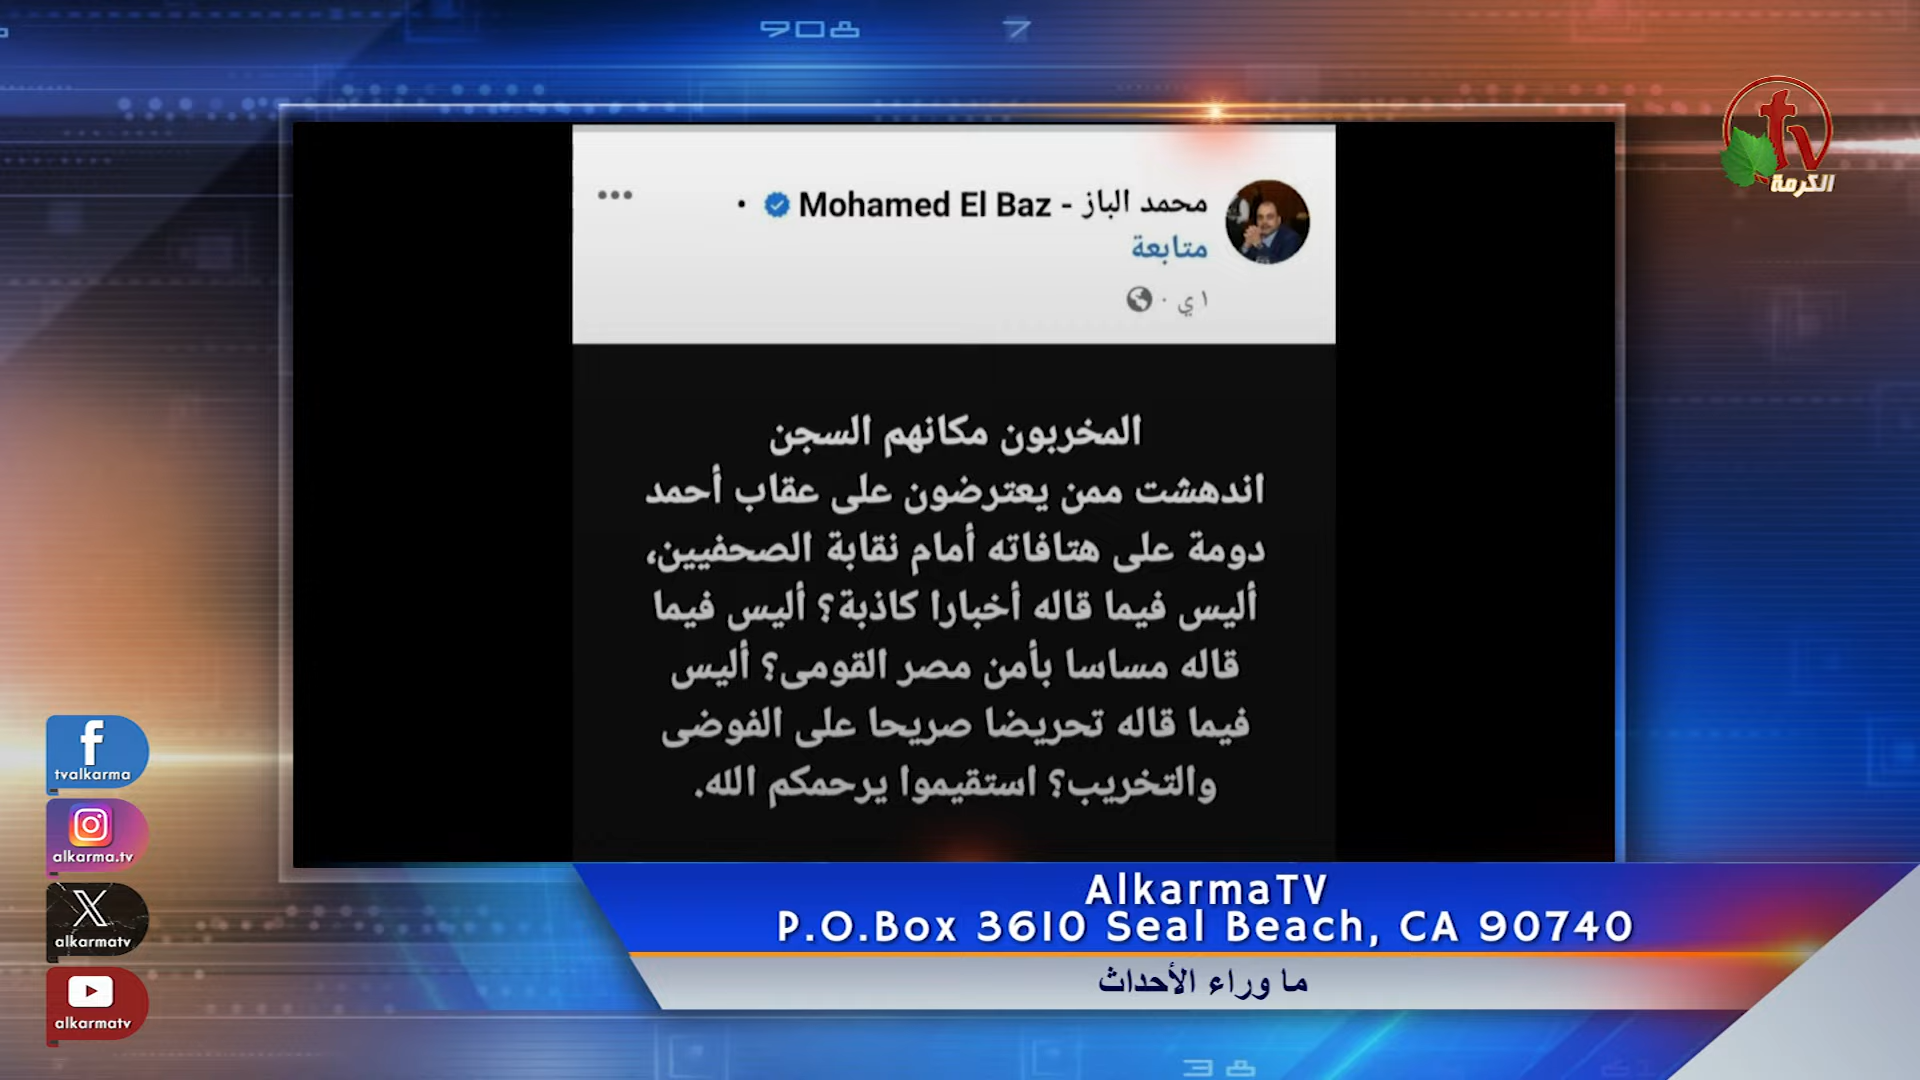 محمد الباز - Mohamed El Baz
متابعة
١ ي
المخربون مكانهم السجن
اندهشت ممن يعترضون على عقاب أحمد
دومة على هتافاته أمام نقابة الصحفيين،
أليس فيما قاله أخبارا كاذبة؟ أليس فيما
قاله مساسا بأمن مصر القومى؟ أليس
فيما قاله تحريضا صريحا على الفوضى
والتخريب؟ استقيموا يرحمكم الله.
AlkarmaTV
P.O.Box 3610 Seal Beach, CA 90740
ما وراء الأحداث
tv
الكرمة
tvalkarma
alkarma.tv
alkarmatv
alkarmatv